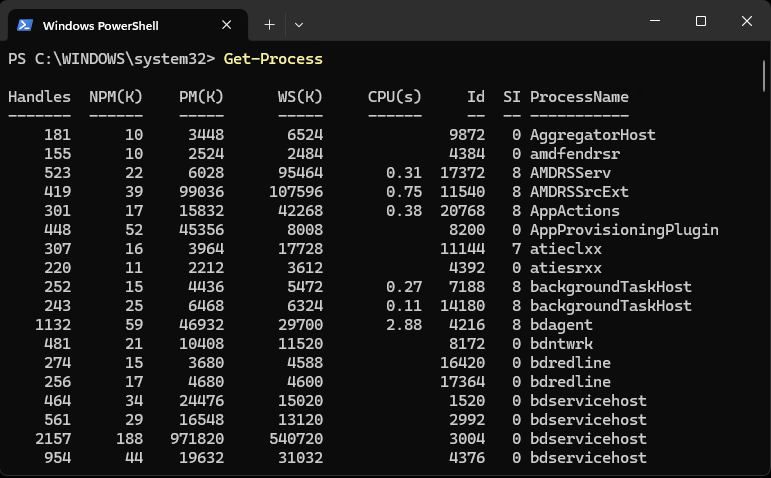 Windows PowerShell
PS C:\WINDOWS\system32> Get-Process
Handles  NPM(K)    PM(K)      WS(K)     CPU(s)     Id  SI ProcessName
-------  ------    -----      -----     ------     --  -- -----------
    181      10     3448       6524              9872   0 AggregatorHost
    155      10     2524       2484              4384   0 amdfendrsr
    523      22     6028      95464       0.31  17372   8 AMDRSServ
    419      39    99036     107596       0.75  11540   8 AMDRSSrcExt
    301      17    15832      42268       0.38  20768   8 AppActions
    448      52    45356       8008              8200   0 AppProvisioningPlugin
    307      16     3964      17728             11144   7 atieclxx
    220      11     2212       3612              4392   0 atiesrxx
    252      15     4436       5472       0.27   7188   8 backgroundTaskHost
    243      25     6468       6324       0.11  14180   8 backgroundTaskHost
   1132      59    46932      29700       2.88   4216   8 bdagent
    481      21    10408      11520              8172   0 bdntwrk
    274      15     3680       4588             16420   0 bdredline
    256      17     4680       4600             17364   0 bdredline
    464      34    24476      15020              1520   0 bdservicehost
    561      29    16548      13120              2992   0 bdservicehost
   2157     188   971820     540720              3004   0 bdservicehost
    954      44    19632      31032              4376   0 bdservicehost